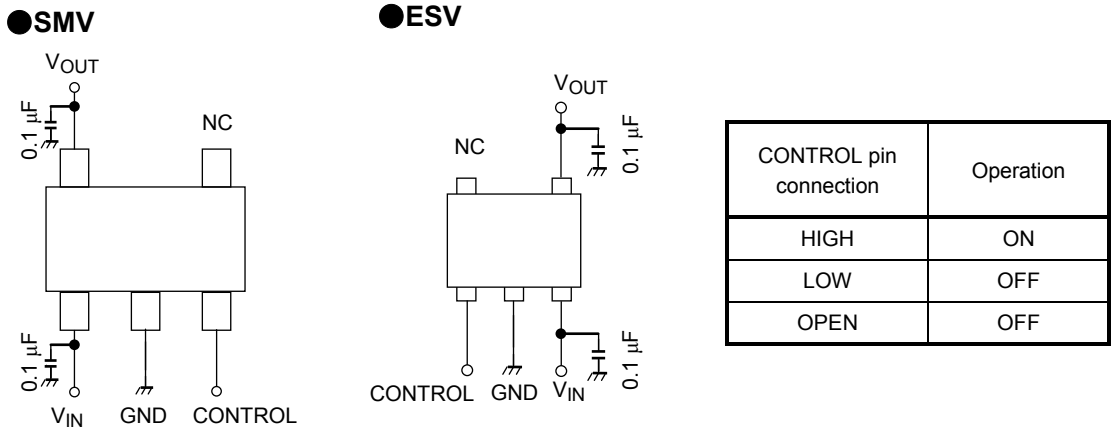 ●SMV
VOUT
0.1 μF
NC
0.1 μF
VIN GND CONTROL
●ESV
VOUT
NC
0.1 μF
0.1 μF
CONTROL GND VIN
CONTROL pin
connection
Operation
HIGH ON
LOW OFF
OPEN OFF